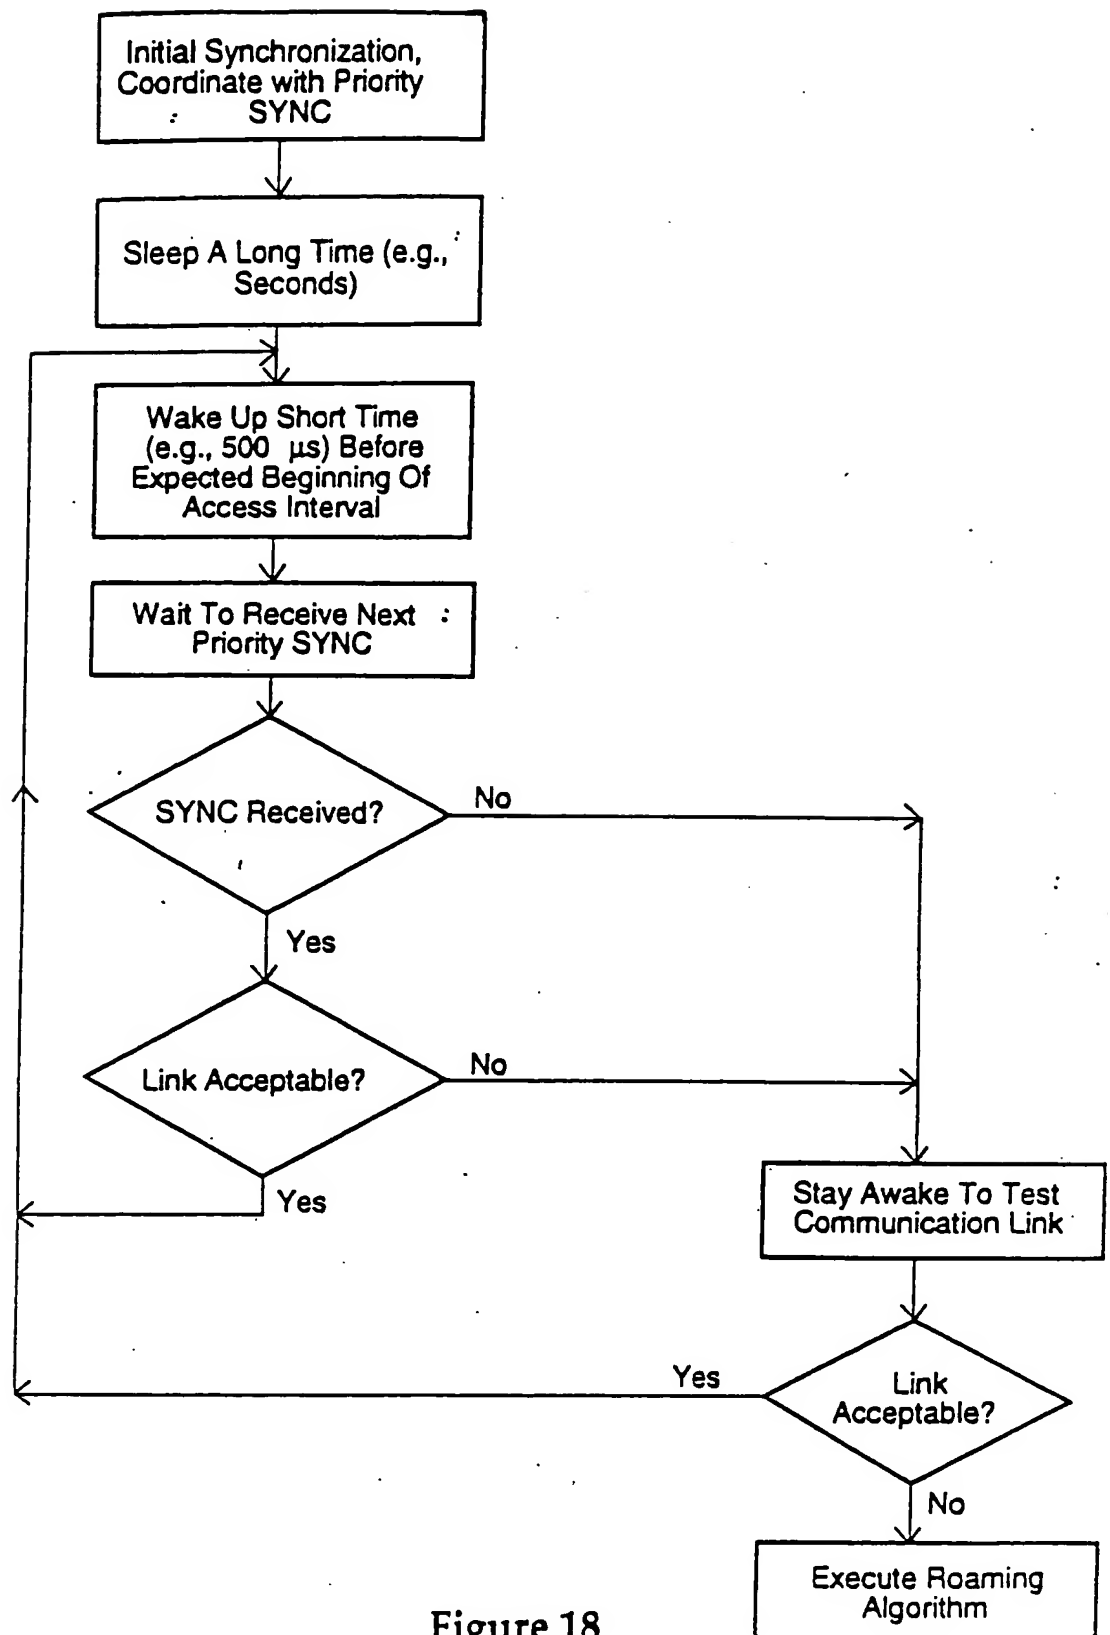 Initial Synchronization,
Coordinate with Priority
SYNC
Sleep A Long Time (e.g.,
Seconds)
Wake Up Short Time
(e.g., 500 μs) Before
Expected Beginning Of
Access Interval
Wait To Receive Next
Priority SYNC
SYNC Received?
No
Yes
Link Acceptable?
No
Yes
Stay Awake To Test
Communication Link
Link
Acceptable?
Yes
No
Execute Roaming
Algorithm
Figure 18